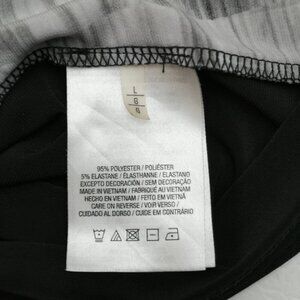 L
G
G
95% POLYESTER / POLIÉSTER
5% ELASTANE / ÉLASTHANNE / ELASTANO
EXCEPTO DECORACIÓN / SEM DECORAÇÃO
MADE IN VIETNAM / FABRIQUÉ AU VIETNAM
HECHO EN VIETNAM / FEITO EM VIETNÃ
CARE ON REVERSE / VOIR VERSO /
CUIDADO AL DORSO / CUIDE EM CONTRÁRIO